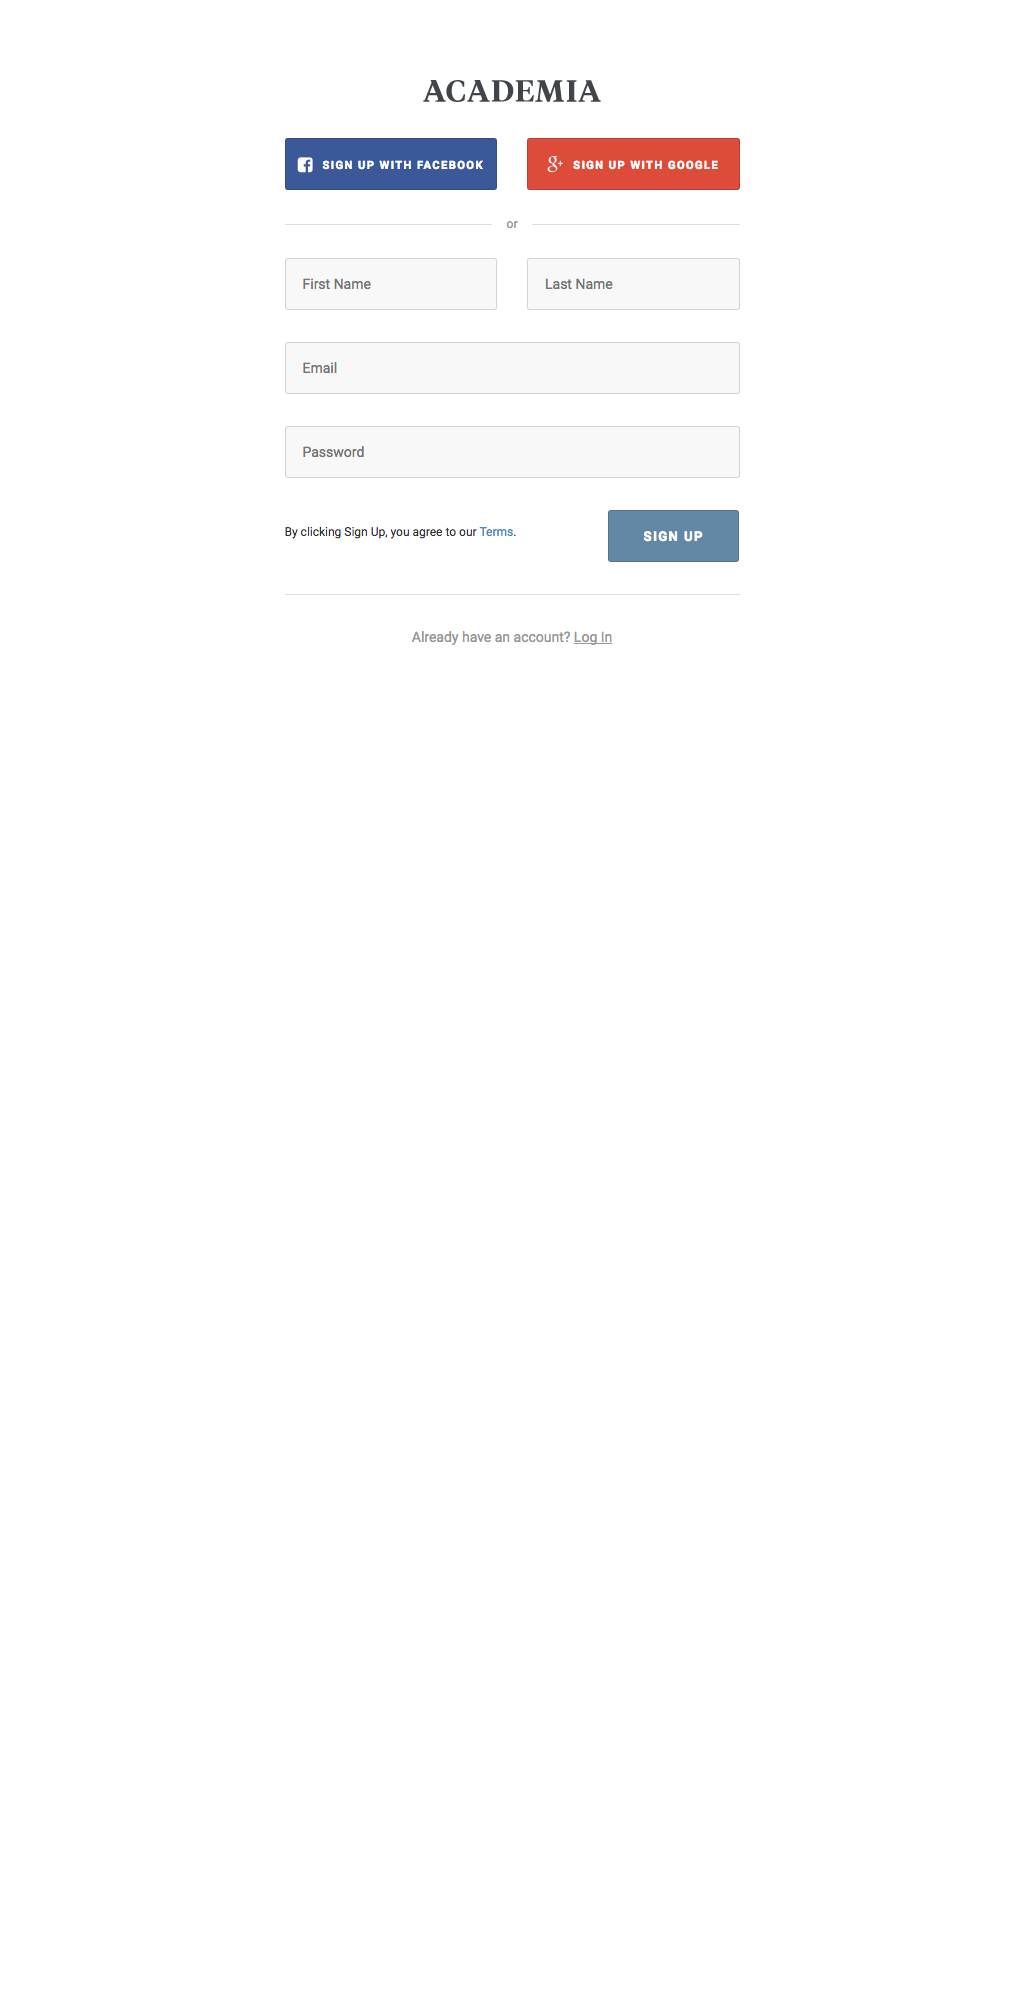 ACADEMIA
SIGN UP WITH FACEBOOK
SIGN UP WITH GOOGLE
or
First Name
Last Name
Email
Password
By clicking Sign Up, you agree to our Terms.
SIGN UP
Already have an account? Log In